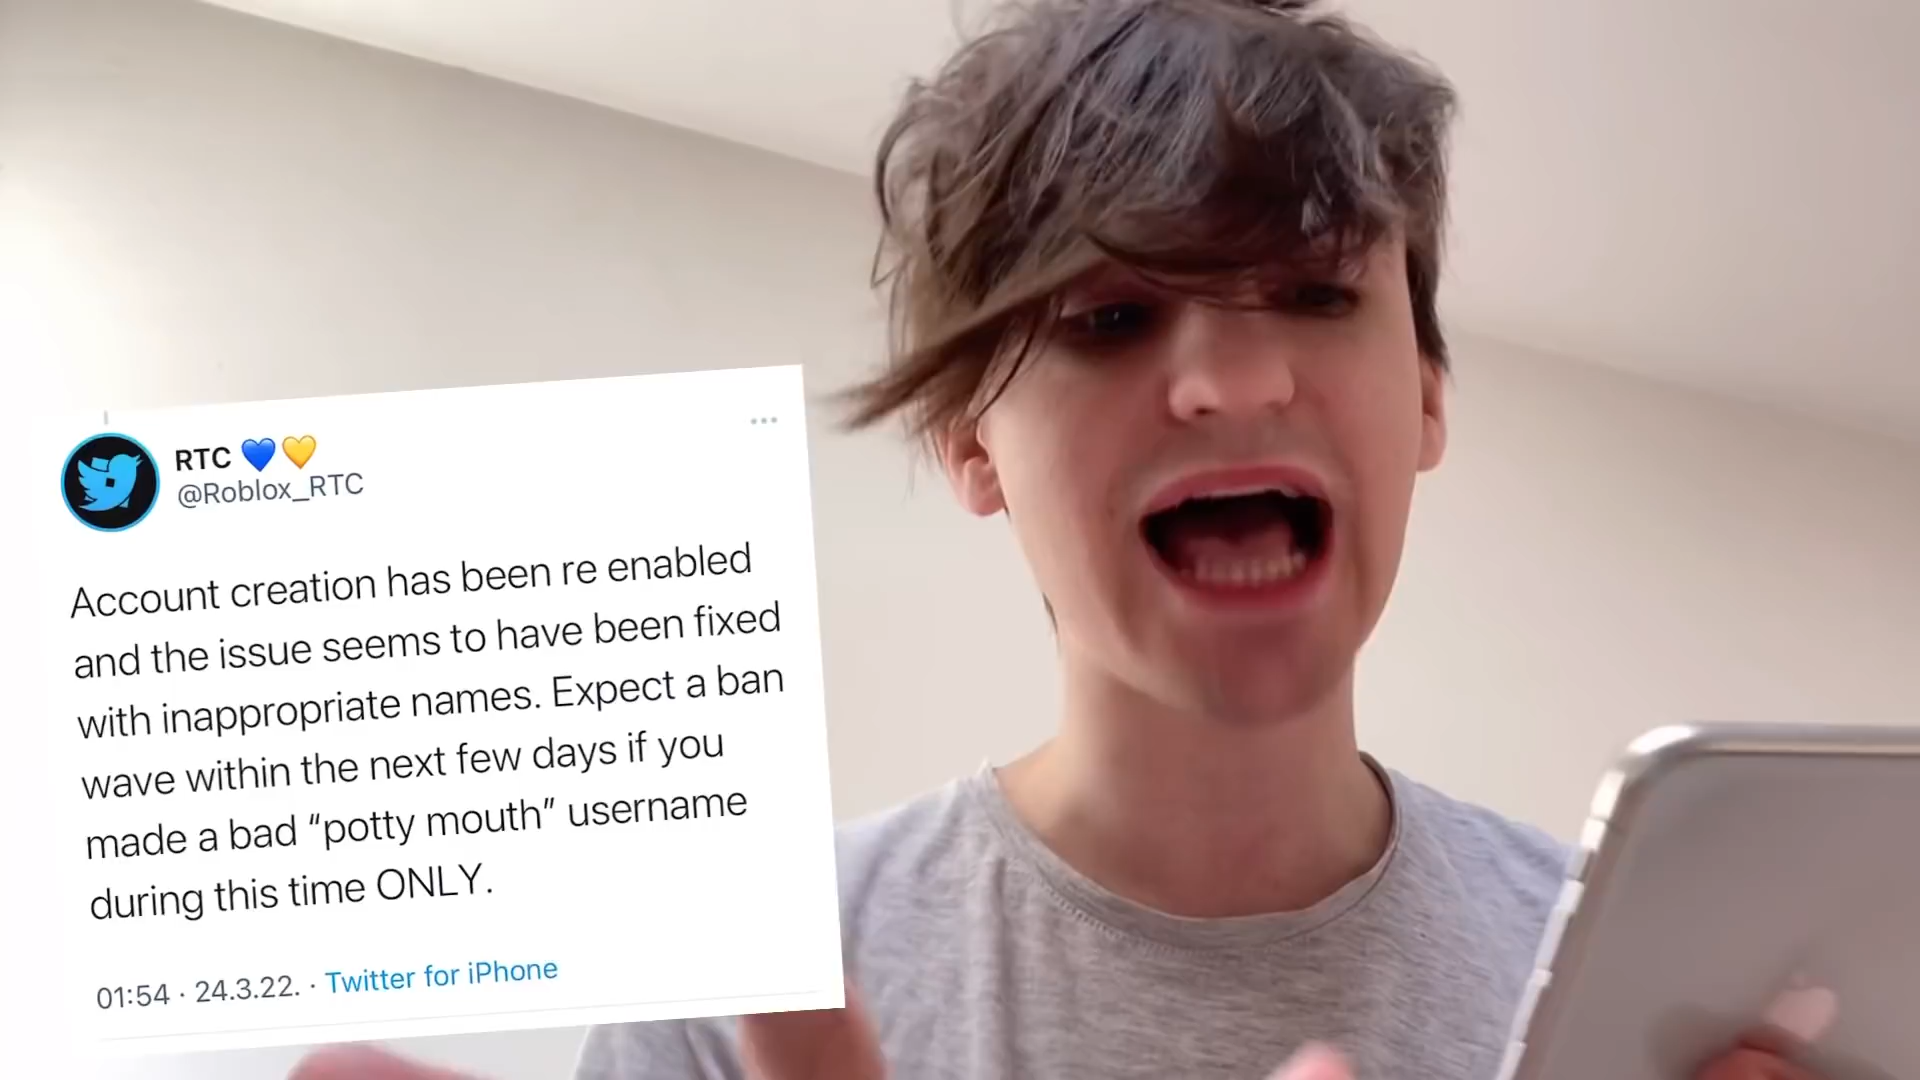 RTC 💙💛
@Roblox_RTC
Account creation has been re enabled
and the issue seems to have been fixed
with inappropriate names. Expect a ban
wave within the next few days if you
made a bad “potty mouth” username
during this time ONLY.
01:54 · 24.3.22. · Twitter for iPhone